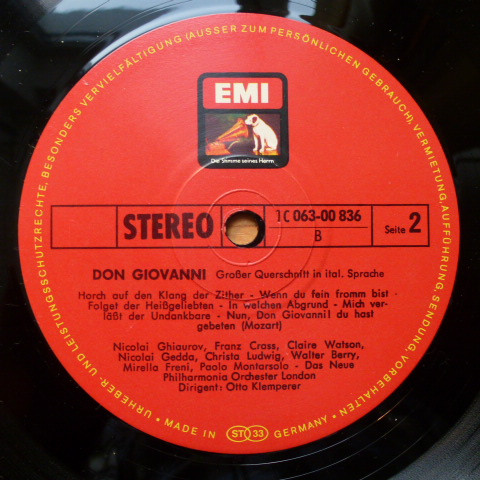 URHEBER- UND LEISTUNGSSCHUTZRECHTE, BESONDERS VERVIELFÄLTIGUNG (AUSSER ZUM PERSÖNLICHEN GEBRAUCH), VERMIETUNG, AUFFÜHRUNG, SENDUNG, VORBEHALTEN
EMI
Die Stimme seines Herrn
STEREO
1C 063-00 836
B
Seite 2
DON GIOVANNI Großer Querschnitt in ital. Sprache
Horch auf den Klang der Zither - Wenn du fein fromm bist -
Folget der Heißgeliebten - In welchen Abgrund - Mich ver-
läßt der Undankbare - Nun, Don Giovanni! du hast
gebeten (Mozart)
Nicolai Ghiaurov, Franz Crass, Claire Watson,
Nicolai Gedda, Christa Ludwig, Walter Berry,
Mirella Freni, Paolo Montarsolo - Das Neue
Philharmonia Orchester London
Dirigent: Otto Klemperer
MADE IN ST 33 GERMANY